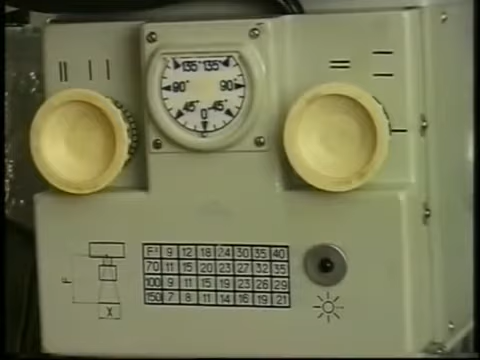 135° 135°
90° 90°
45° 45°
0
F³ 9 12 18 24 30 35 40
70 11 15 20 23 27 32 35
100 9 11 15 19 23 26 29
150 7 8 11 14 16 19 21
F
X